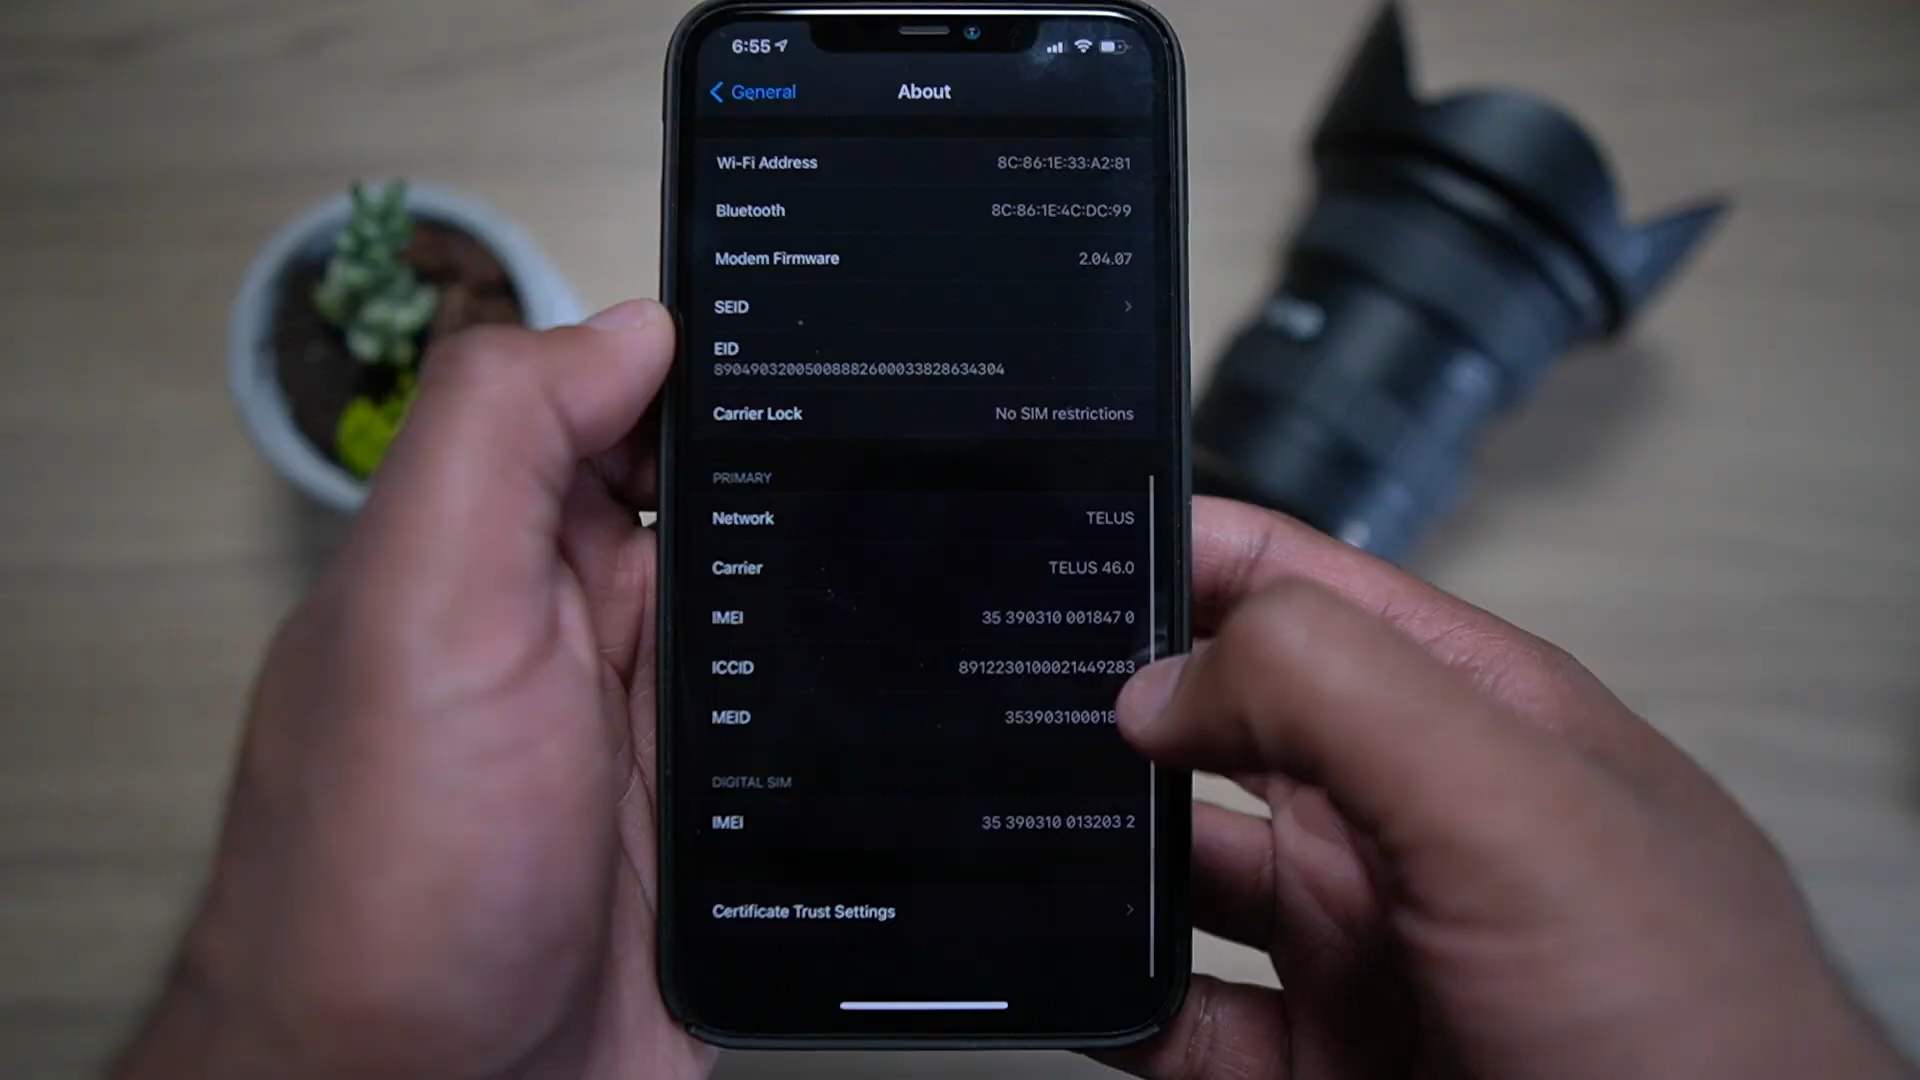 6:55
General
About
Wi-Fi Address 8C:86:1E:33:A2:81
Bluetooth 8C:86:1E:4C:DC:99
Modem Firmware 2.04.07
SEID
EID
89049032005008882600033828634304
Carrier Lock No SIM restrictions
PRIMARY
Network TELUS
Carrier TELUS 46.0
IMEI 35 390310 001847 0
ICCID 8912230100021449283
MEID 353903100018
DIGITAL SIM
IMEI 35 390310 013203 2
Certificate Trust Settings